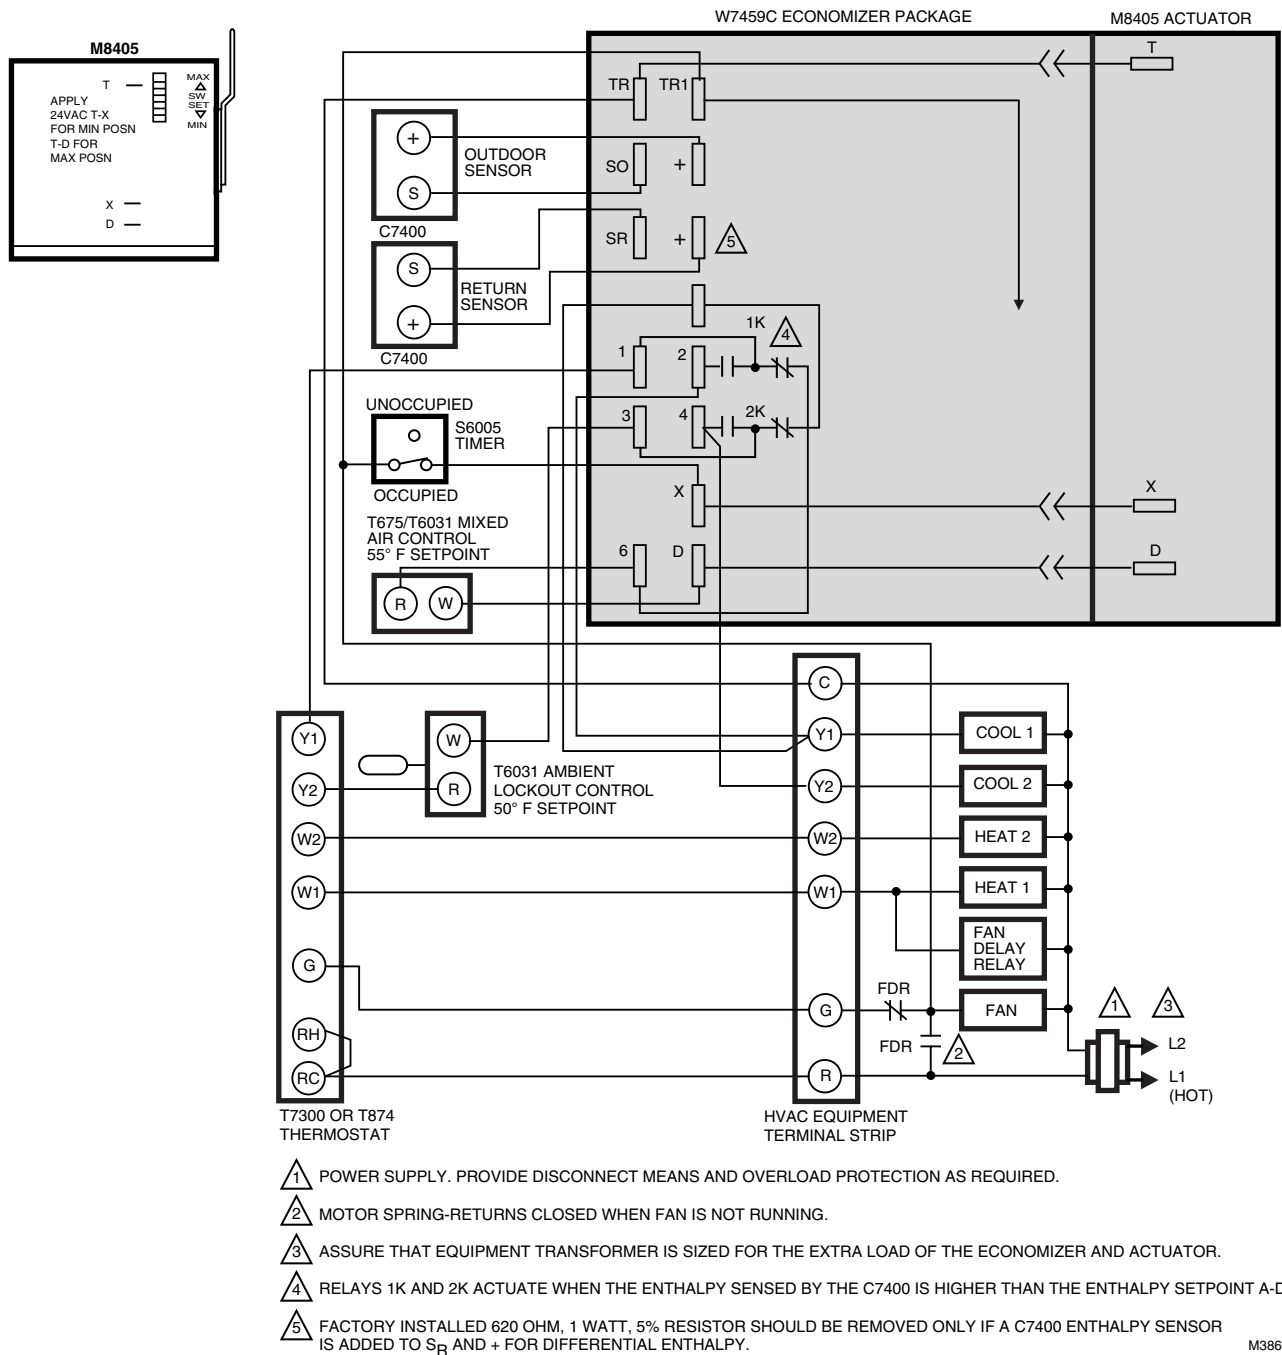 W7459C ECONOMIZER PACKAGE
M8405 ACTUATOR
M8405
T
APPLY
24VAC T-X
FOR MIN POSN
T-D FOR
MAX POSN
X
D
MAX
SW
SET
MIN
TR
TR1
T
+
S
OUTDOOR
SENSOR
C7400
SO
+
SR
+
5
S
+
RETURN
SENSOR
C7400
1K
4
1
2
3
4
2K
UNOCCUPIED
S6005
TIMER
OCCUPIED
X
X
T675/T6031 MIXED
AIR CONTROL
55° F SETPOINT
R
W
6
D
D
C
Y1
Y2
W2
W1
G
R
Y1
Y2
W2
W1
G
RH
RC
W
R
T6031 AMBIENT
LOCKOUT CONTROL
50° F SETPOINT
COOL 1
COOL 2
HEAT 2
HEAT 1
FAN
DELAY
RELAY
FDR
FAN
FDR
2
1
3
L2
L1
(HOT)
T7300 OR T874
THERMOSTAT
HVAC EQUIPMENT
TERMINAL STRIP
1 POWER SUPPLY. PROVIDE DISCONNECT MEANS AND OVERLOAD PROTECTION AS REQUIRED.
2 MOTOR SPRING-RETURNS CLOSED WHEN FAN IS NOT RUNNING.
3 ASSURE THAT EQUIPMENT TRANSFORMER IS SIZED FOR THE EXTRA LOAD OF THE ECONOMIZER AND ACTUATOR.
4 RELAYS 1K AND 2K ACTUATE WHEN THE ENTHALPY SENSED BY THE C7400 IS HIGHER THAN THE ENTHALPY SETPOINT A-D
5 FACTORY INSTALLED 620 OHM, 1 WATT, 5% RESISTOR SHOULD BE REMOVED ONLY IF A C7400 ENTHALPY SENSOR
IS ADDED TO SR AND + FOR DIFFERENTIAL ENTHALPY.
M386